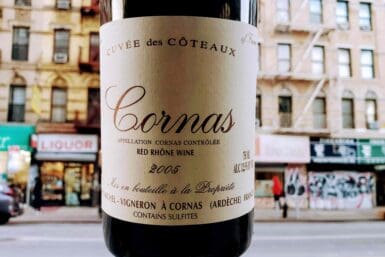 CUVÉE des CÔTEAUX
Cornas
APPELLATION CORNAS CONTRÔLÉE
RED RHÔNE WINE
2005
Mis en bouteille à la Propriété
VIGNERON À CORNAS (ARDÈCHE)
CONTAINS SULFITES
LIQUOR